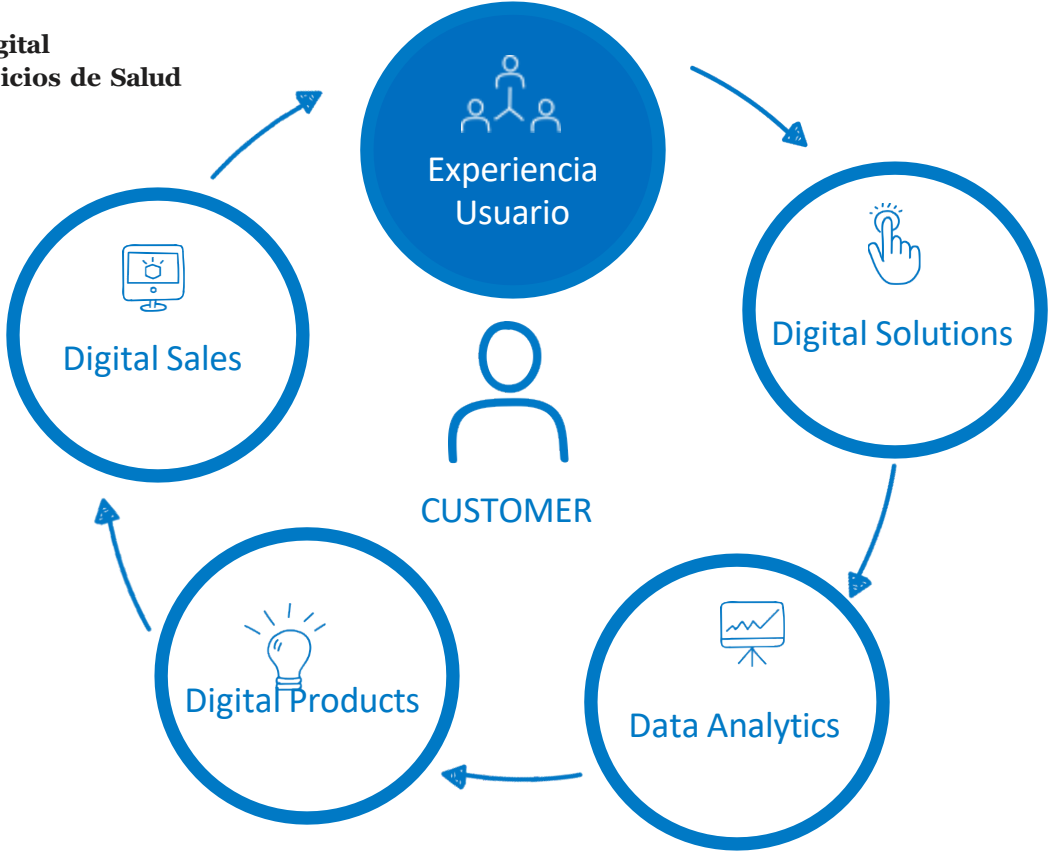 gital
icios de Salud
Experiencia
Usuario
Digital Solutions
Digital Sales
CUSTOMER
Digital Products
Data Analytics